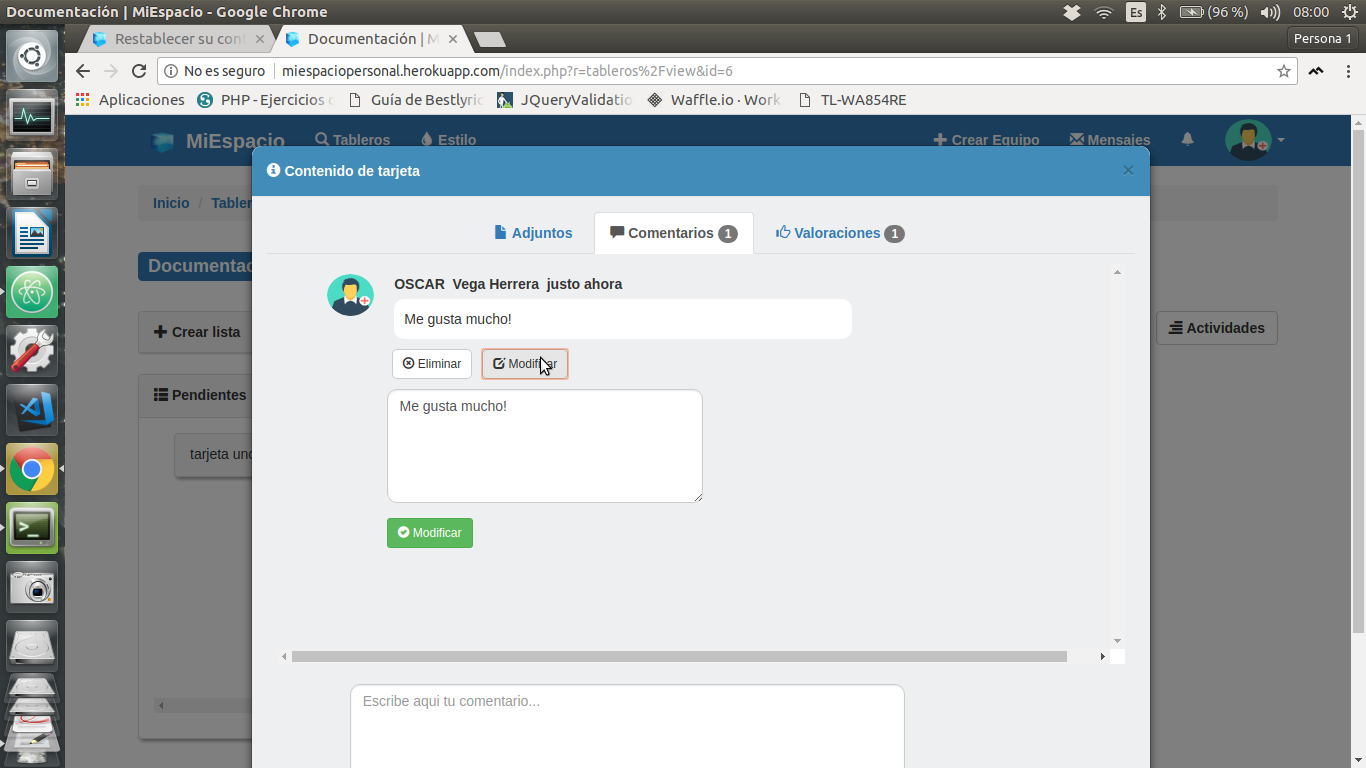 Documentación | MiEspacio - Google Chrome
Es
(96 %)
08:00
Restablecer su con
Documentación | M
Persona 1
No es seguro
miespaciopersonal.herokuapp.com/index.php?r=tableros%2Fview&id=6
Aplicaciones
PHP - Ejercicios
Guía de Bestlyric
JQueryValidatio
Waffle.io · Work
TL-WA854RE
MiEspacio
Tableros
Estilo
Crear Equipo
Mensajes
Contenido de tarjeta
×
Inicio / Tabler
Adjuntos
Comentarios 1
Valoraciones 1
Documentac
OSCAR Vega Herrera justo ahora
Me gusta mucho!
Crear lista
Actividades
Eliminar
Modificar
Pendientes
Me gusta mucho!
tarjeta uno
Modificar
Escribe aqui tu comentario...